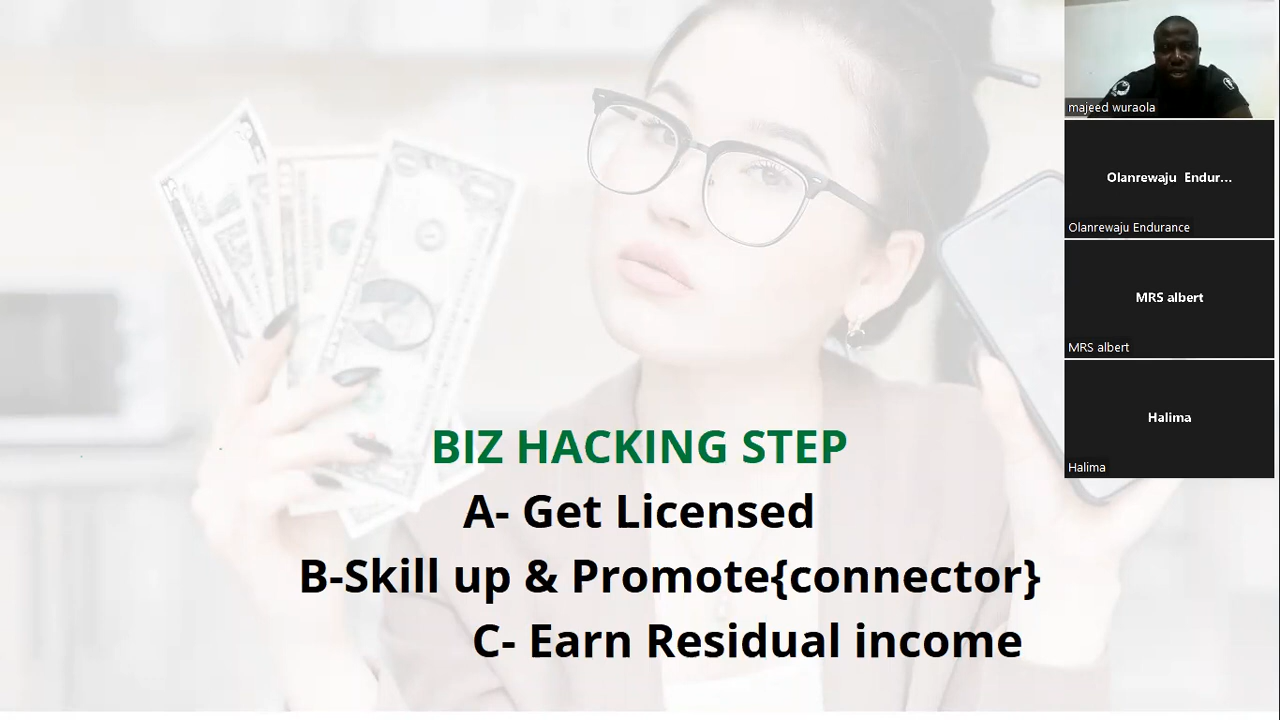 BIZ HACKING STEP
A- Get Licensed
B-Skill up & Promote{connector}
C- Earn Residual income
majeed wuraola
Olanrewaju Endur...
Olanrewaju Endurance
MRS albert
MRS albert
Halima
Halima